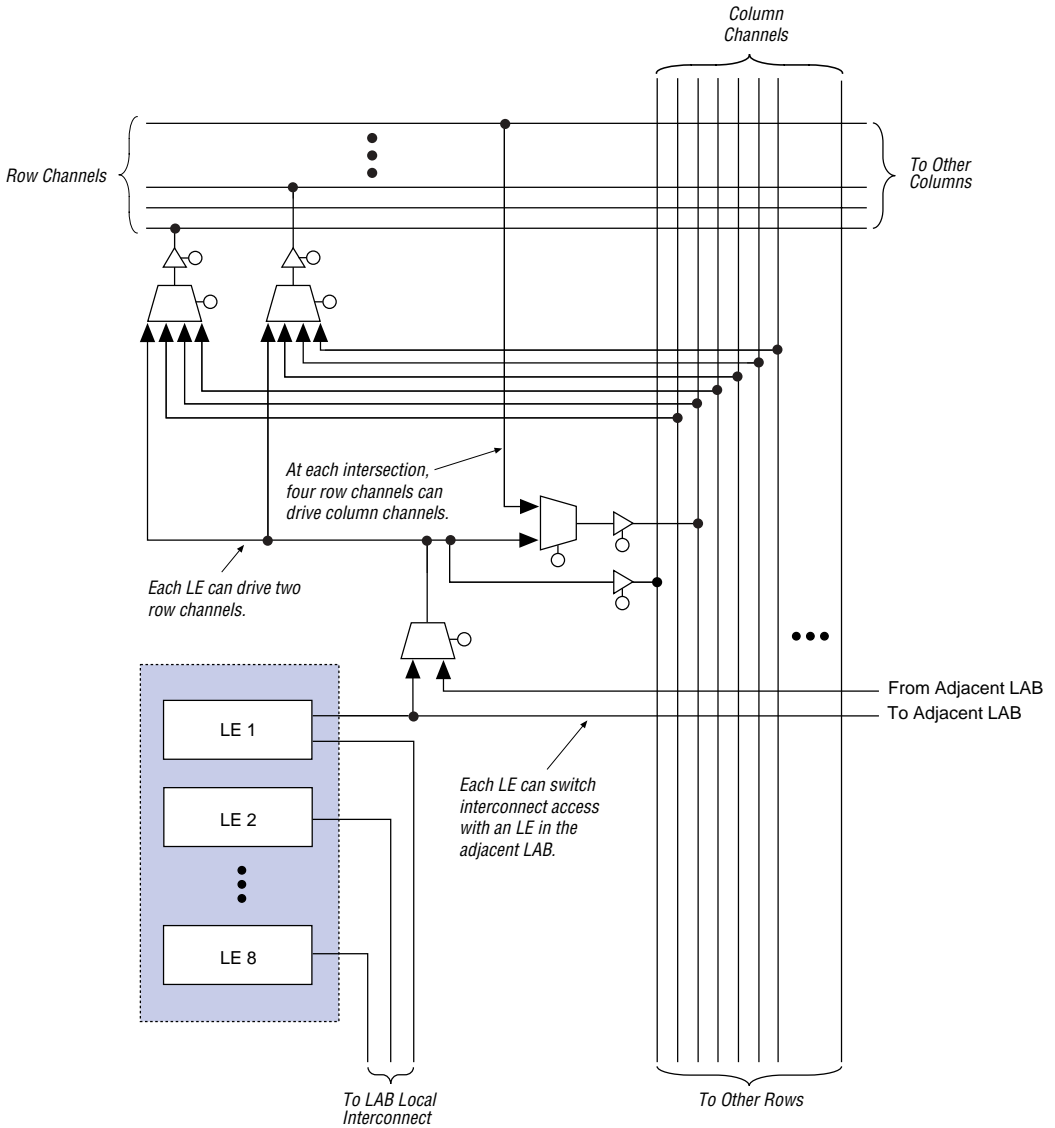 Column
Channels
Row Channels
To Other
Columns
At each intersection,
four row channels can
drive column channels.
Each LE can drive two
row channels.
From Adjacent LAB
To Adjacent LAB
LE 1
Each LE can switch
interconnect access
with an LE in the
adjacent LAB.
LE 2
LE 8
To LAB Local
Interconnect
To Other Rows